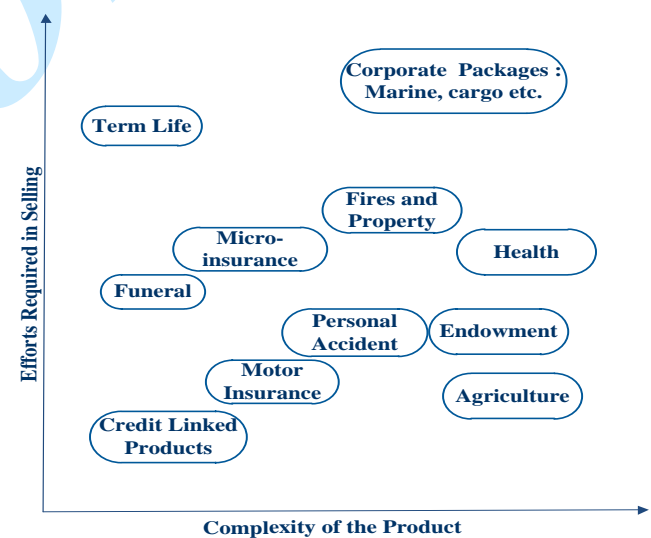 Corporate Packages :
Marine, cargo etc.
Term Life
Fires and
Property
Micro-
insurance
Health
Funeral
Personal
Accident
Endowment
Motor
Insurance
Agriculture
Credit Linked
Products
Efforts Required in Selling
Complexity of the Product